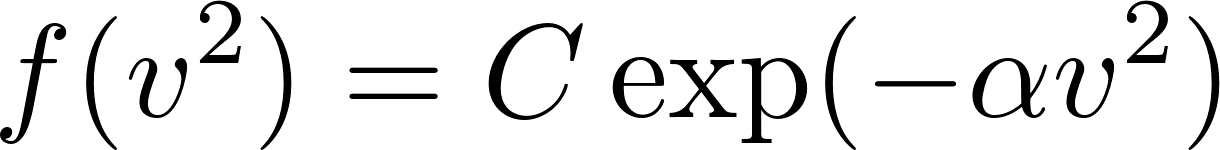 f(v²) = C exp(−αv²)